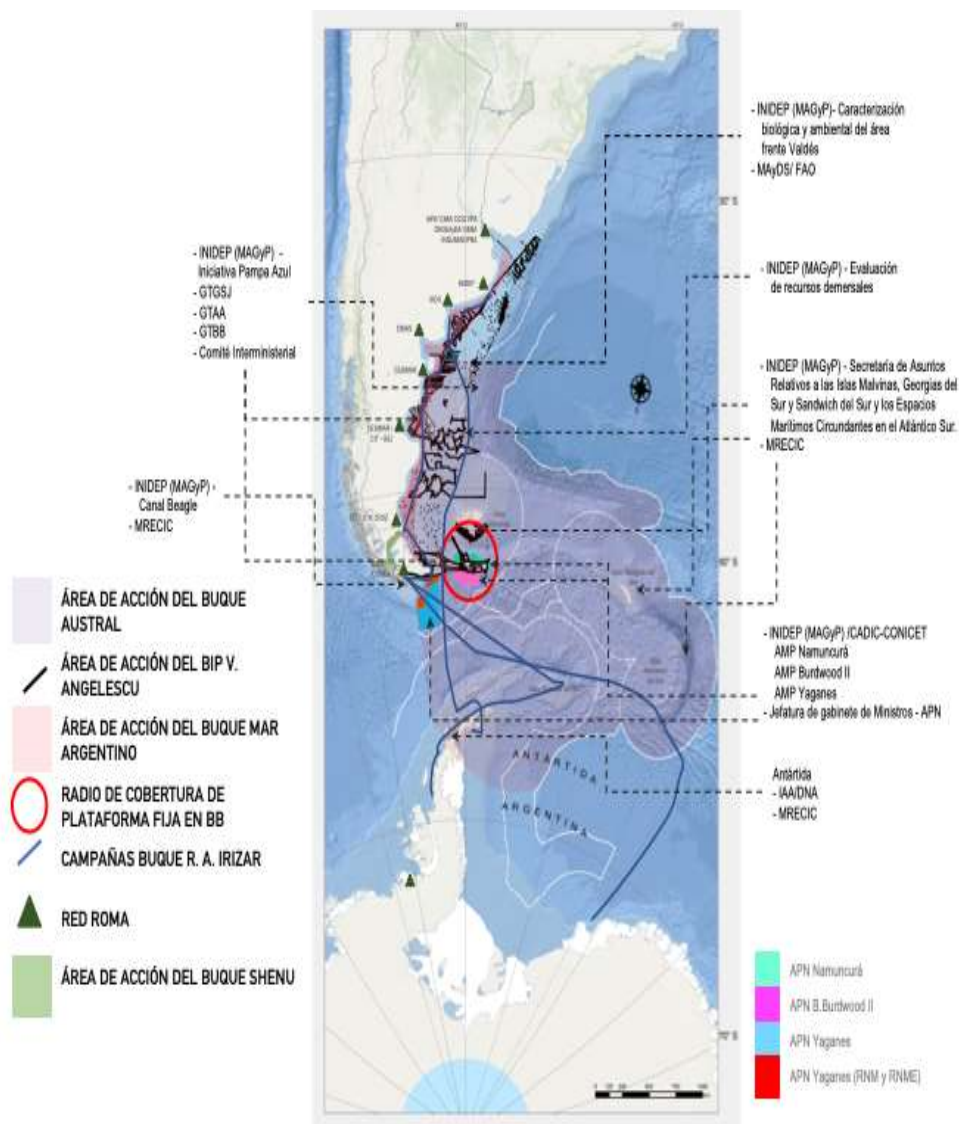 - INIDEP (MAGyP)- Caracterización
biológica y ambiental del área
frente Valdés
- MAyDS/ FAO
- INIDEP (MAGyP) -
Iniciativa Pampa Azul
- GTGSJ
- GTAA
- GTBB
- Comité Interministerial
- INIDEP (MAGyP) - Evaluación
de recursos demersales
- INIDEP (MAGyP) - Secretaría de Asuntos
Relativos a las Islas Malvinas, Georgias del
Sur y Sandwich del Sur y los Espacios
Marítimos Circundantes en el Atlántico Sur.
- MRECIC
- INIDEP (MAGyP) -
Canal Beagle
- MRECIC
- INIDEP (MAGyP) /CADIC-CONICET
AMP Namuncurá
AMP Burdwood II
AMP Yaganes
- Jefatura de gabinete de Ministros - APN
Antártida
- IAA/DNA
- MRECIC
ANTÁRTIDA
ARGENTINA
ÁREA DE ACCIÓN DEL BUQUE
AUSTRAL
ÁREA DE ACCIÓN DEL BIP V.
ANGELESCU
ÁREA DE ACCIÓN DEL BUQUE MAR
ARGENTINO
RADIO DE COBERTURA DE
PLATAFORMA FIJA EN BB
CAMPAÑAS BUQUE R. A. IRIZAR
RED ROMA
ÁREA DE ACCIÓN DEL BUQUE SHENU
APN Namuncurá
APN B.Burdwood II
APN Yaganes
APN Yaganes (RNM y RNME)